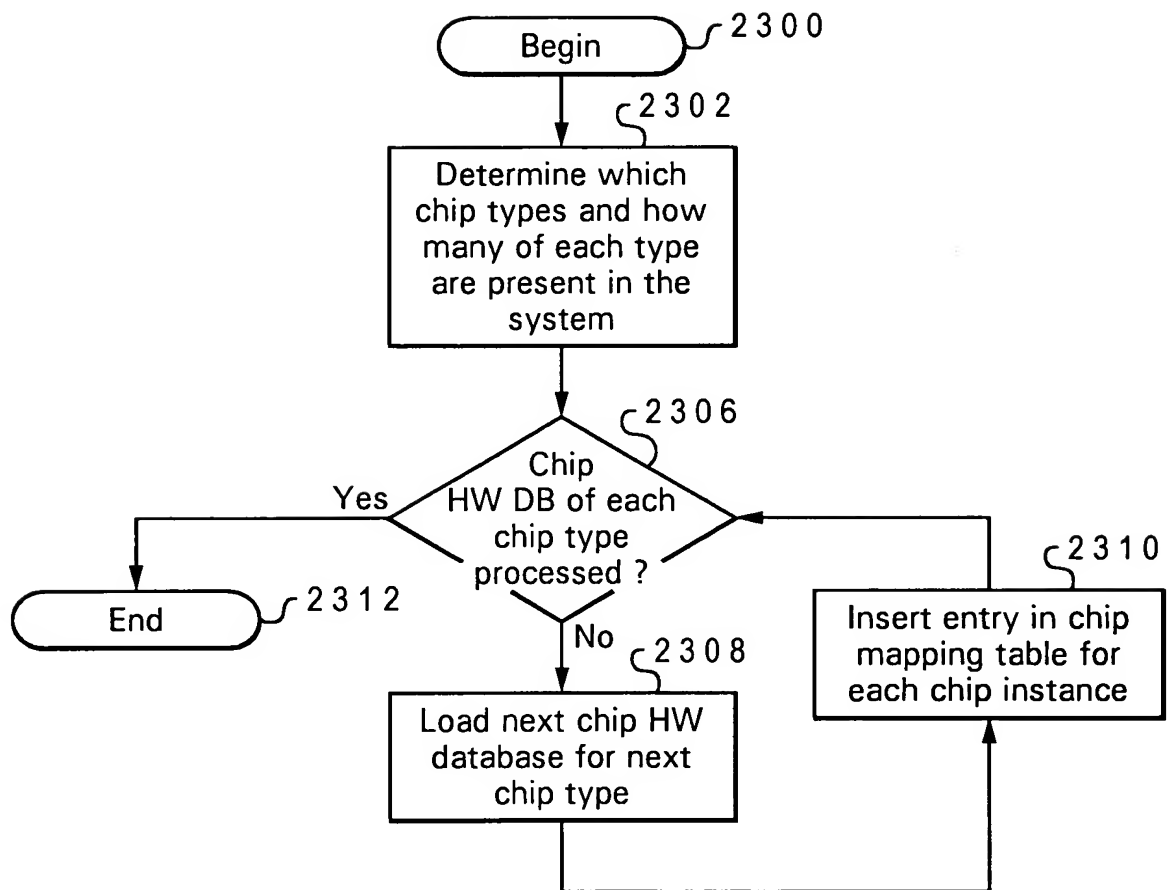 Begin
2300
2302
Determine which
chip types and how
many of each type
are present in the
system
2306
Chip
HW DB of each
chip type
processed ?
Yes
End
2312
No
2308
Load next chip HW
database for next
chip type
2310
Insert entry in chip
mapping table for
each chip instance